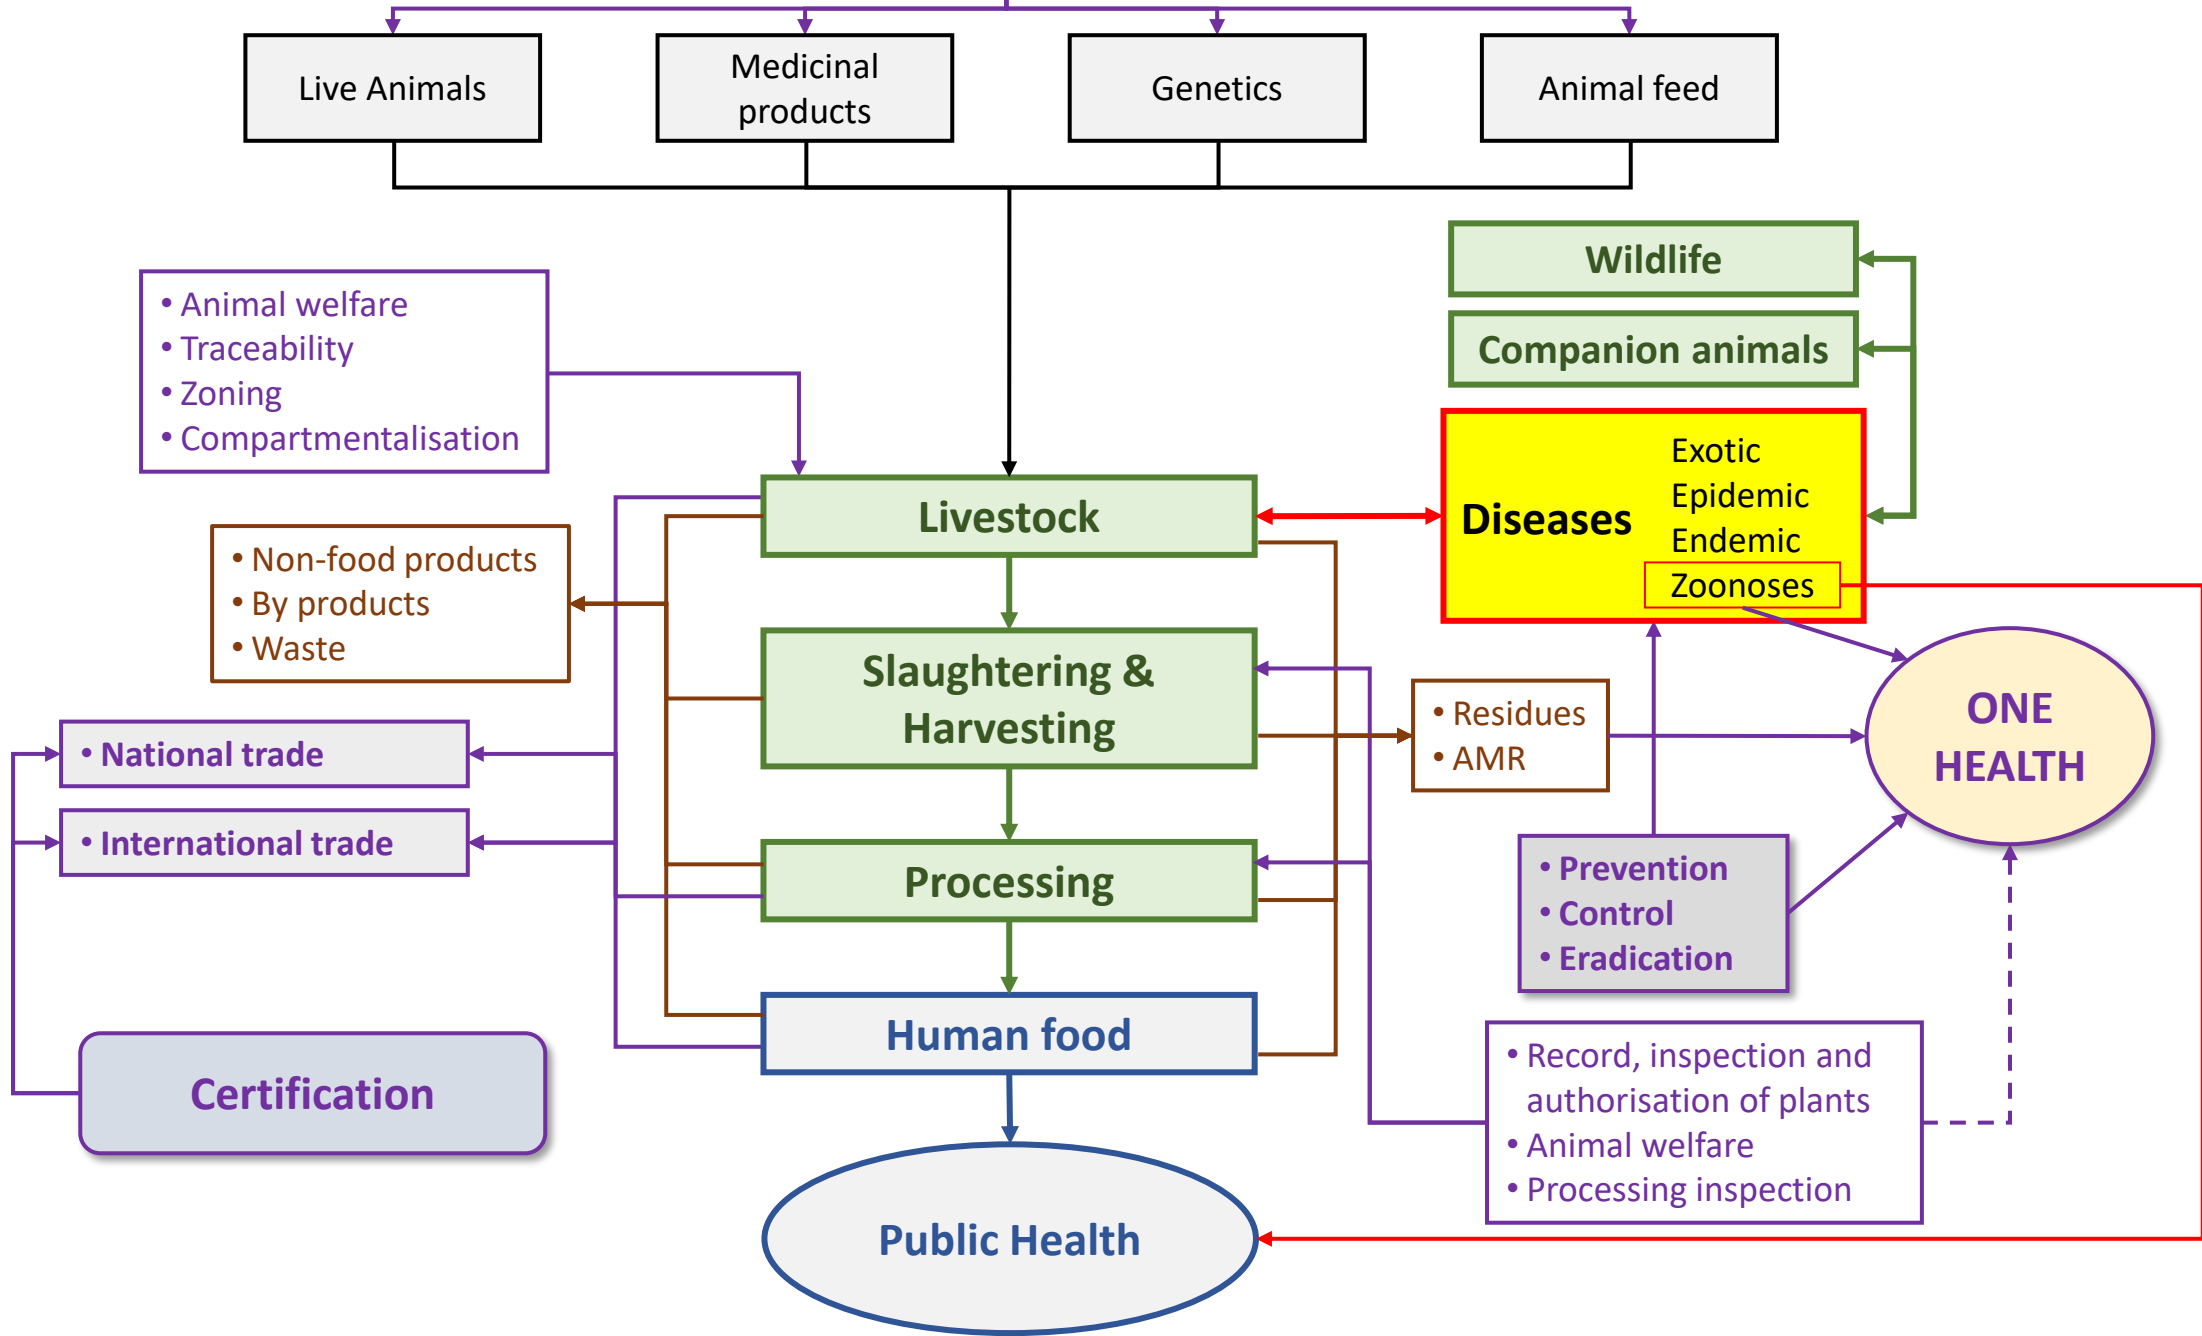 Live Animals
Medicinal
products
Genetics
Animal feed
Wildlife
Companion animals
• Animal welfare
• Traceability
• Zoning
• Compartmentalisation
Livestock
Diseases
Exotic
Epidemic
Endemic
Zoonoses
• Non-food products
• By products
• Waste
Slaughtering &
Harvesting
• Residues
• AMR
ONE
HEALTH
• National trade
• International trade
Processing
• Prevention
• Control
• Eradication
Human food
Certification
• Record, inspection and
authorisation of plants
• Animal welfare
• Processing inspection
Public Health